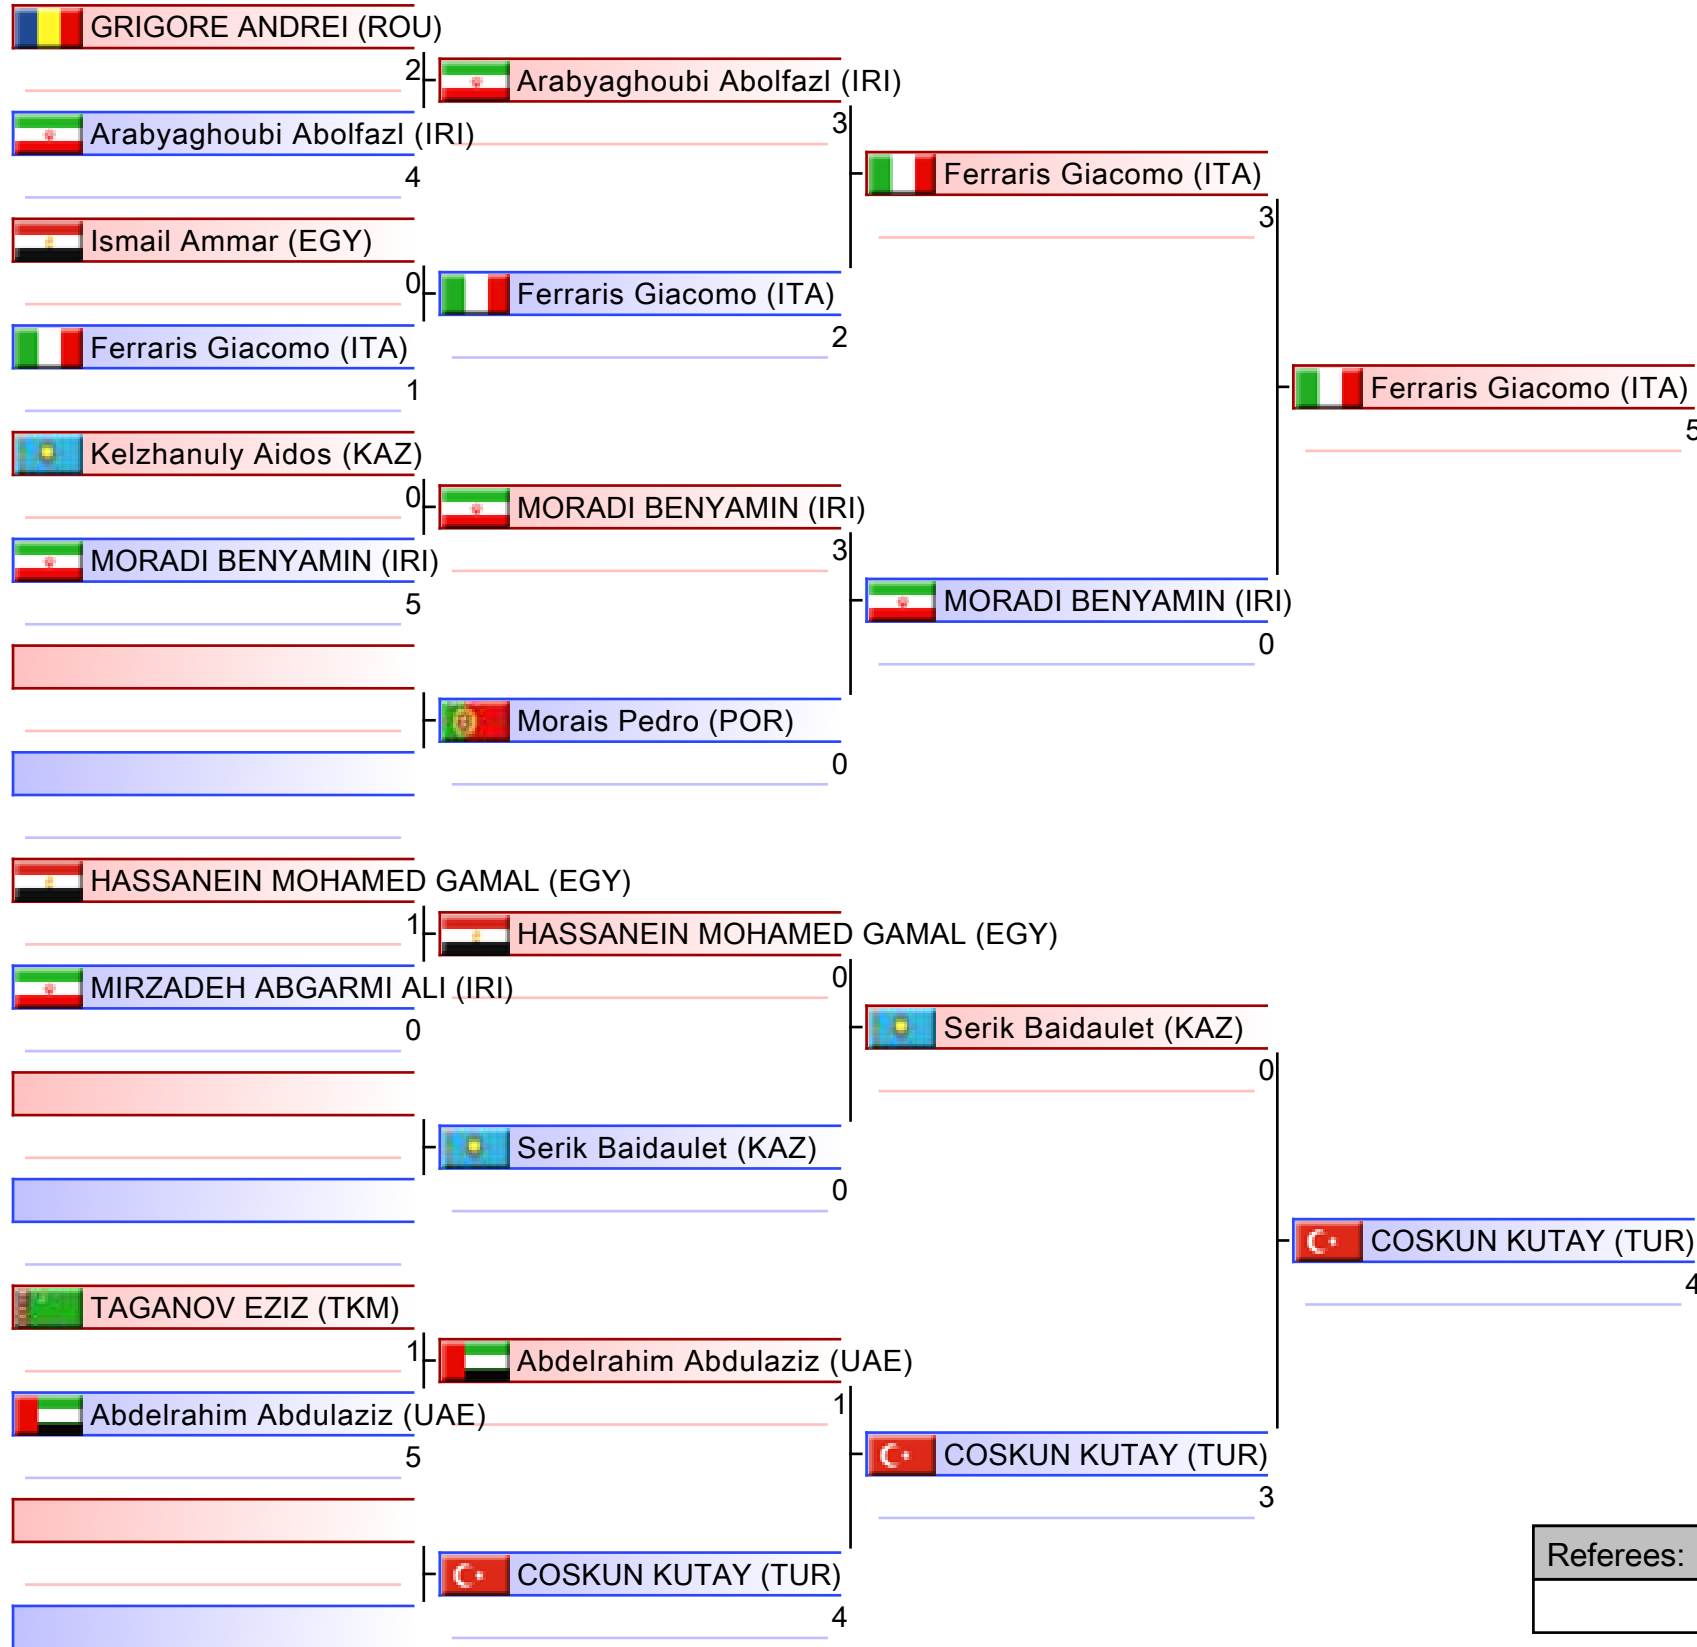 GRIGORE ANDREI (ROU)
2
Arabyaghoubi Abolfazl (IRI)
Arabyaghoubi Abolfazl (IRI)
3
4
Ferraris Giacomo (ITA)
3
Ismail Ammar (EGY)
0
Ferraris Giacomo (ITA)
2
Ferraris Giacomo (ITA)
1
Ferraris Giacomo (ITA)
5
Kelzhanuly Aidos (KAZ)
0
MORADI BENYAMIN (IRI)
3
MORADI BENYAMIN (IRI)
5
MORADI BENYAMIN (IRI)
0
Morais Pedro (POR)
0
HASSANEIN MOHAMED GAMAL (EGY)
1
HASSANEIN MOHAMED GAMAL (EGY)
0
MIRZADEH ABGARMI ALI (IRI)
0
Serik Baidaulet (KAZ)
0
Serik Baidaulet (KAZ)
0
COSKUN KUTAY (TUR)
4
TAGANOV EZIZ (TKM)
1
Abdelrahim Abdulaziz (UAE)
1
Abdelrahim Abdulaziz (UAE)
5
COSKUN KUTAY (TUR)
3
COSKUN KUTAY (TUR)
4
Referees: